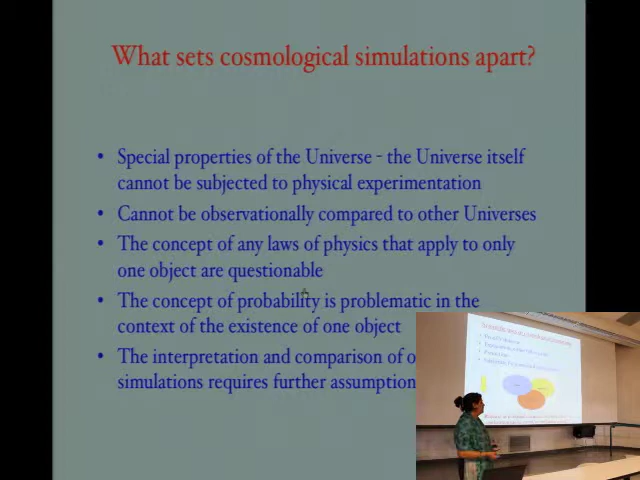 What sets cosmological simulations apart?
• Special properties of the Universe - the Universe itself
cannot be subjected to physical experimentation
• Cannot be observationally compared to other Universes
• The concept of any laws of physics that apply to only
one object are questionable
• The concept of probability is problematic in the
context of the existence of one object
• The interpretation and comparison of
simulations requires further assumption